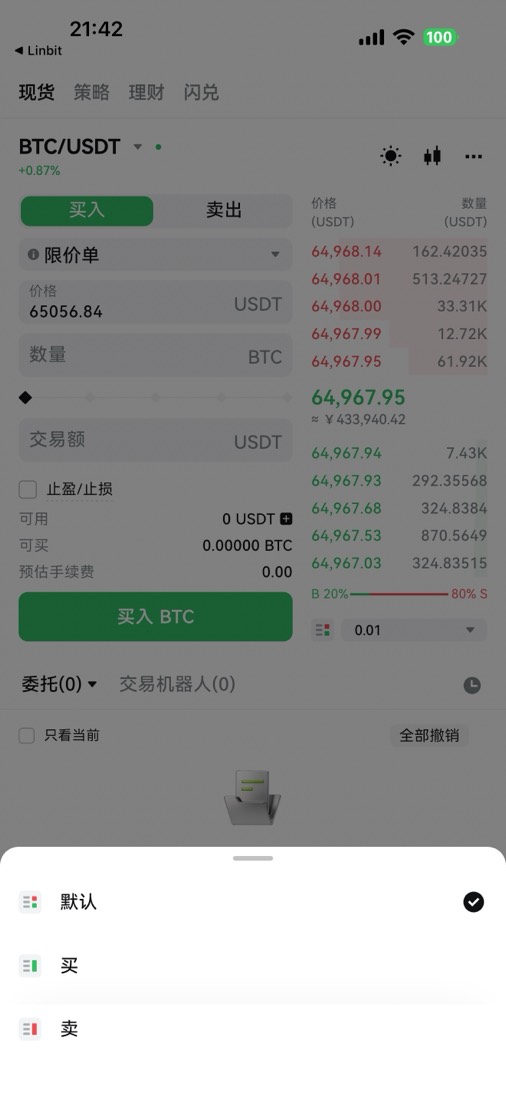 21:42
100
◀ Linbit
现货 策略 理财 闪兑
BTC/USDT
+0.87%
买入 卖出
限价单
价格
65056.84 USDT
数量 BTC
交易额 USDT
止盈/止损
可用 0 USDT
可买 0.00000 BTC
预估手续费 0.00
买入 BTC
价格 数量
(USDT) (USDT)
64,968.14 162.42035
64,968.01 513.24727
64,968.00 33.31K
64,967.99 12.72K
64,967.95 61.92K
64,967.95
≈ ¥433,940.42
64,967.94 7.43K
64,967.93 292.35568
64,967.68 324.8384
64,967.53 870.5649
64,967.03 324.83515
B 20% 80% S
0.01
委托(0) 交易机器人(0)
只看当前 全部撤销
默认
买
卖